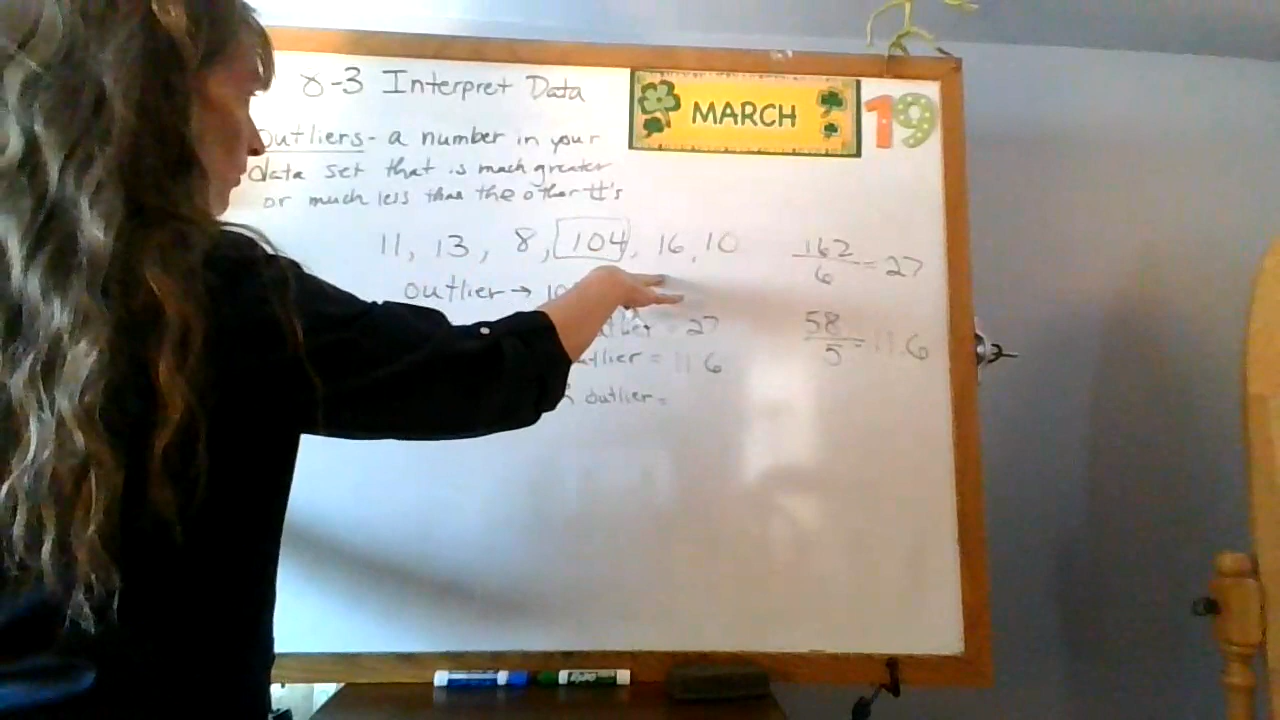 8-3 Interpret Data
MARCH
19
Outliers - a number in your
data set that is much greater
or much less than the other #'s
11, 13, 8, 104, 16, 10
162
6
= 27
outlier →
= 27
58
5
= 11.6
outlier = 11.6
outlier =